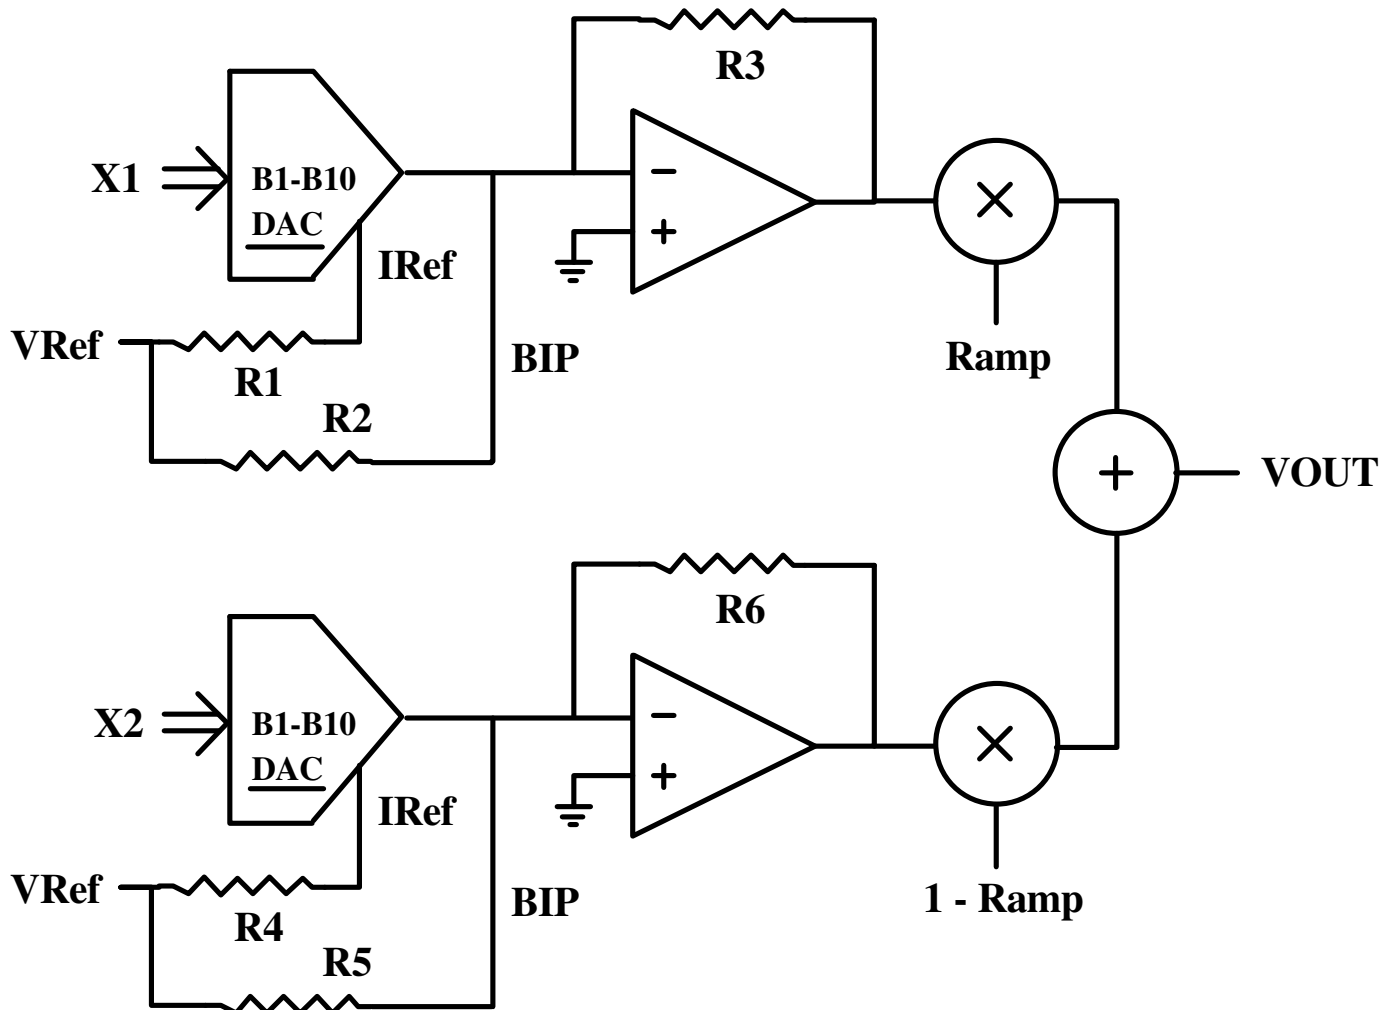 R3
X1
B1-B10
DAC
IRef
VRef
R1
BIP
Ramp
R2
VOUT
R6
X2
B1-B10
DAC
IRef
VRef
R4
BIP
1 - Ramp
R5